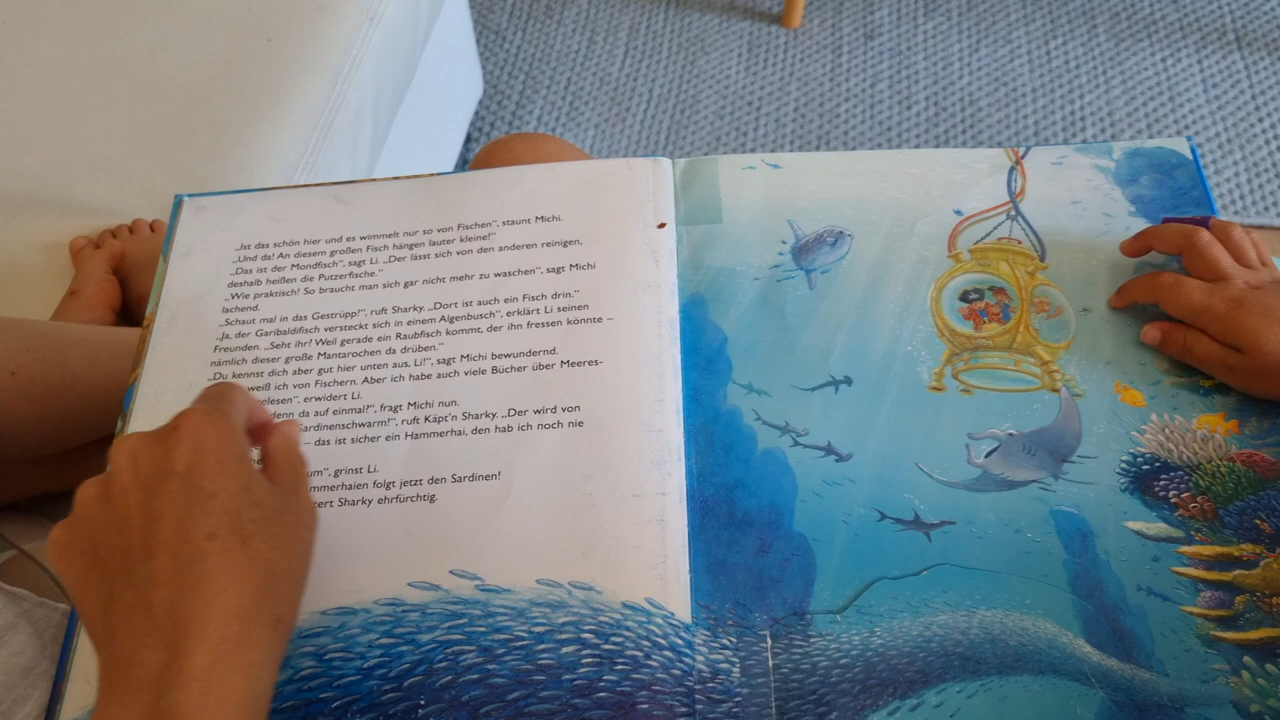 „Ist das schön hier und es wimmelt nur so von Fischen“, staunt Michi.
„Und da! An diesem großen Fisch hängen lauter kleine!“
„Das ist der Mondfisch“, sagt Li. „Der lässt sich von den anderen reinigen,
deshalb heißen die Putzerfische.“
„Wie praktisch! So braucht man sich gar nicht mehr zu waschen“, sagt Michi
lachend.
„Schaut mal in das Gestrüpp!“, ruft Sharky. „Dort ist auch ein Fisch drin.“
„Ja, der Garibaldifisch versteckt sich in einem Algenbusch“, erklärt Li seinen
Freunden. „Seht ihr? Weil gerade ein Raubfisch kommt, der ihn fressen könnte –
nämlich dieser große Mantarochen da drüben.“
„Du kennst dich aber gut hier unten aus, Li!“, sagt Michi bewundernd.
weiß ich von Fischern. Aber ich habe auch viele Bücher über Meeres-
gelesen“, erwidert Li.
denn da auf einmal?“, fragt Michi nun.
Sardinenschwarm!“, ruft Käpt’n Sharky. „Der wird von
– das ist sicher ein Hammerhai, den hab ich noch nie
um“, grinst Li.
mmerhaien folgt jetzt den Sardinen!
tert Sharky ehrfürchtig.